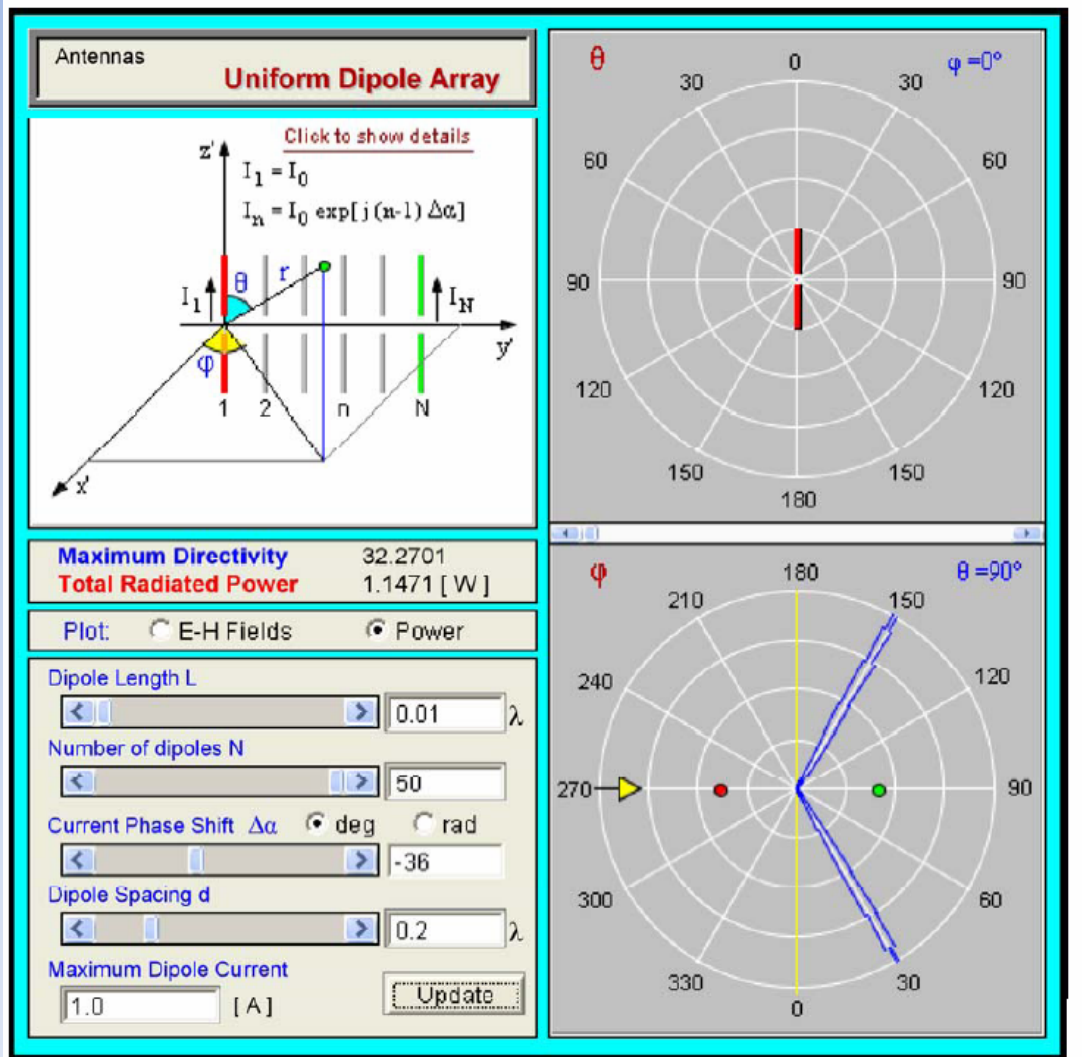 Antennas
Uniform Dipole Array
Click to show details
z'
I1 = I0
In = I0 exp[j(n-1) Δα]
θ
r
I1
IN
y'
φ
1 2 n N
x'
Maximum Directivity 32.2701
Total Radiated Power 1.1471 [ W ]
Plot: E-H Fields Power
Dipole Length L
0.01 λ
Number of dipoles N
50
Current Phase Shift Δα deg rad
-36
Dipole Spacing d
0.2 λ
Maximum Dipole Current
1.0 [ A ]
Update
θ φ =0°
0
30 30
60 60
90 90
120 120
150 150
180
φ θ =90°
180
210 150
240 120
270 90
300 60
330 30
0